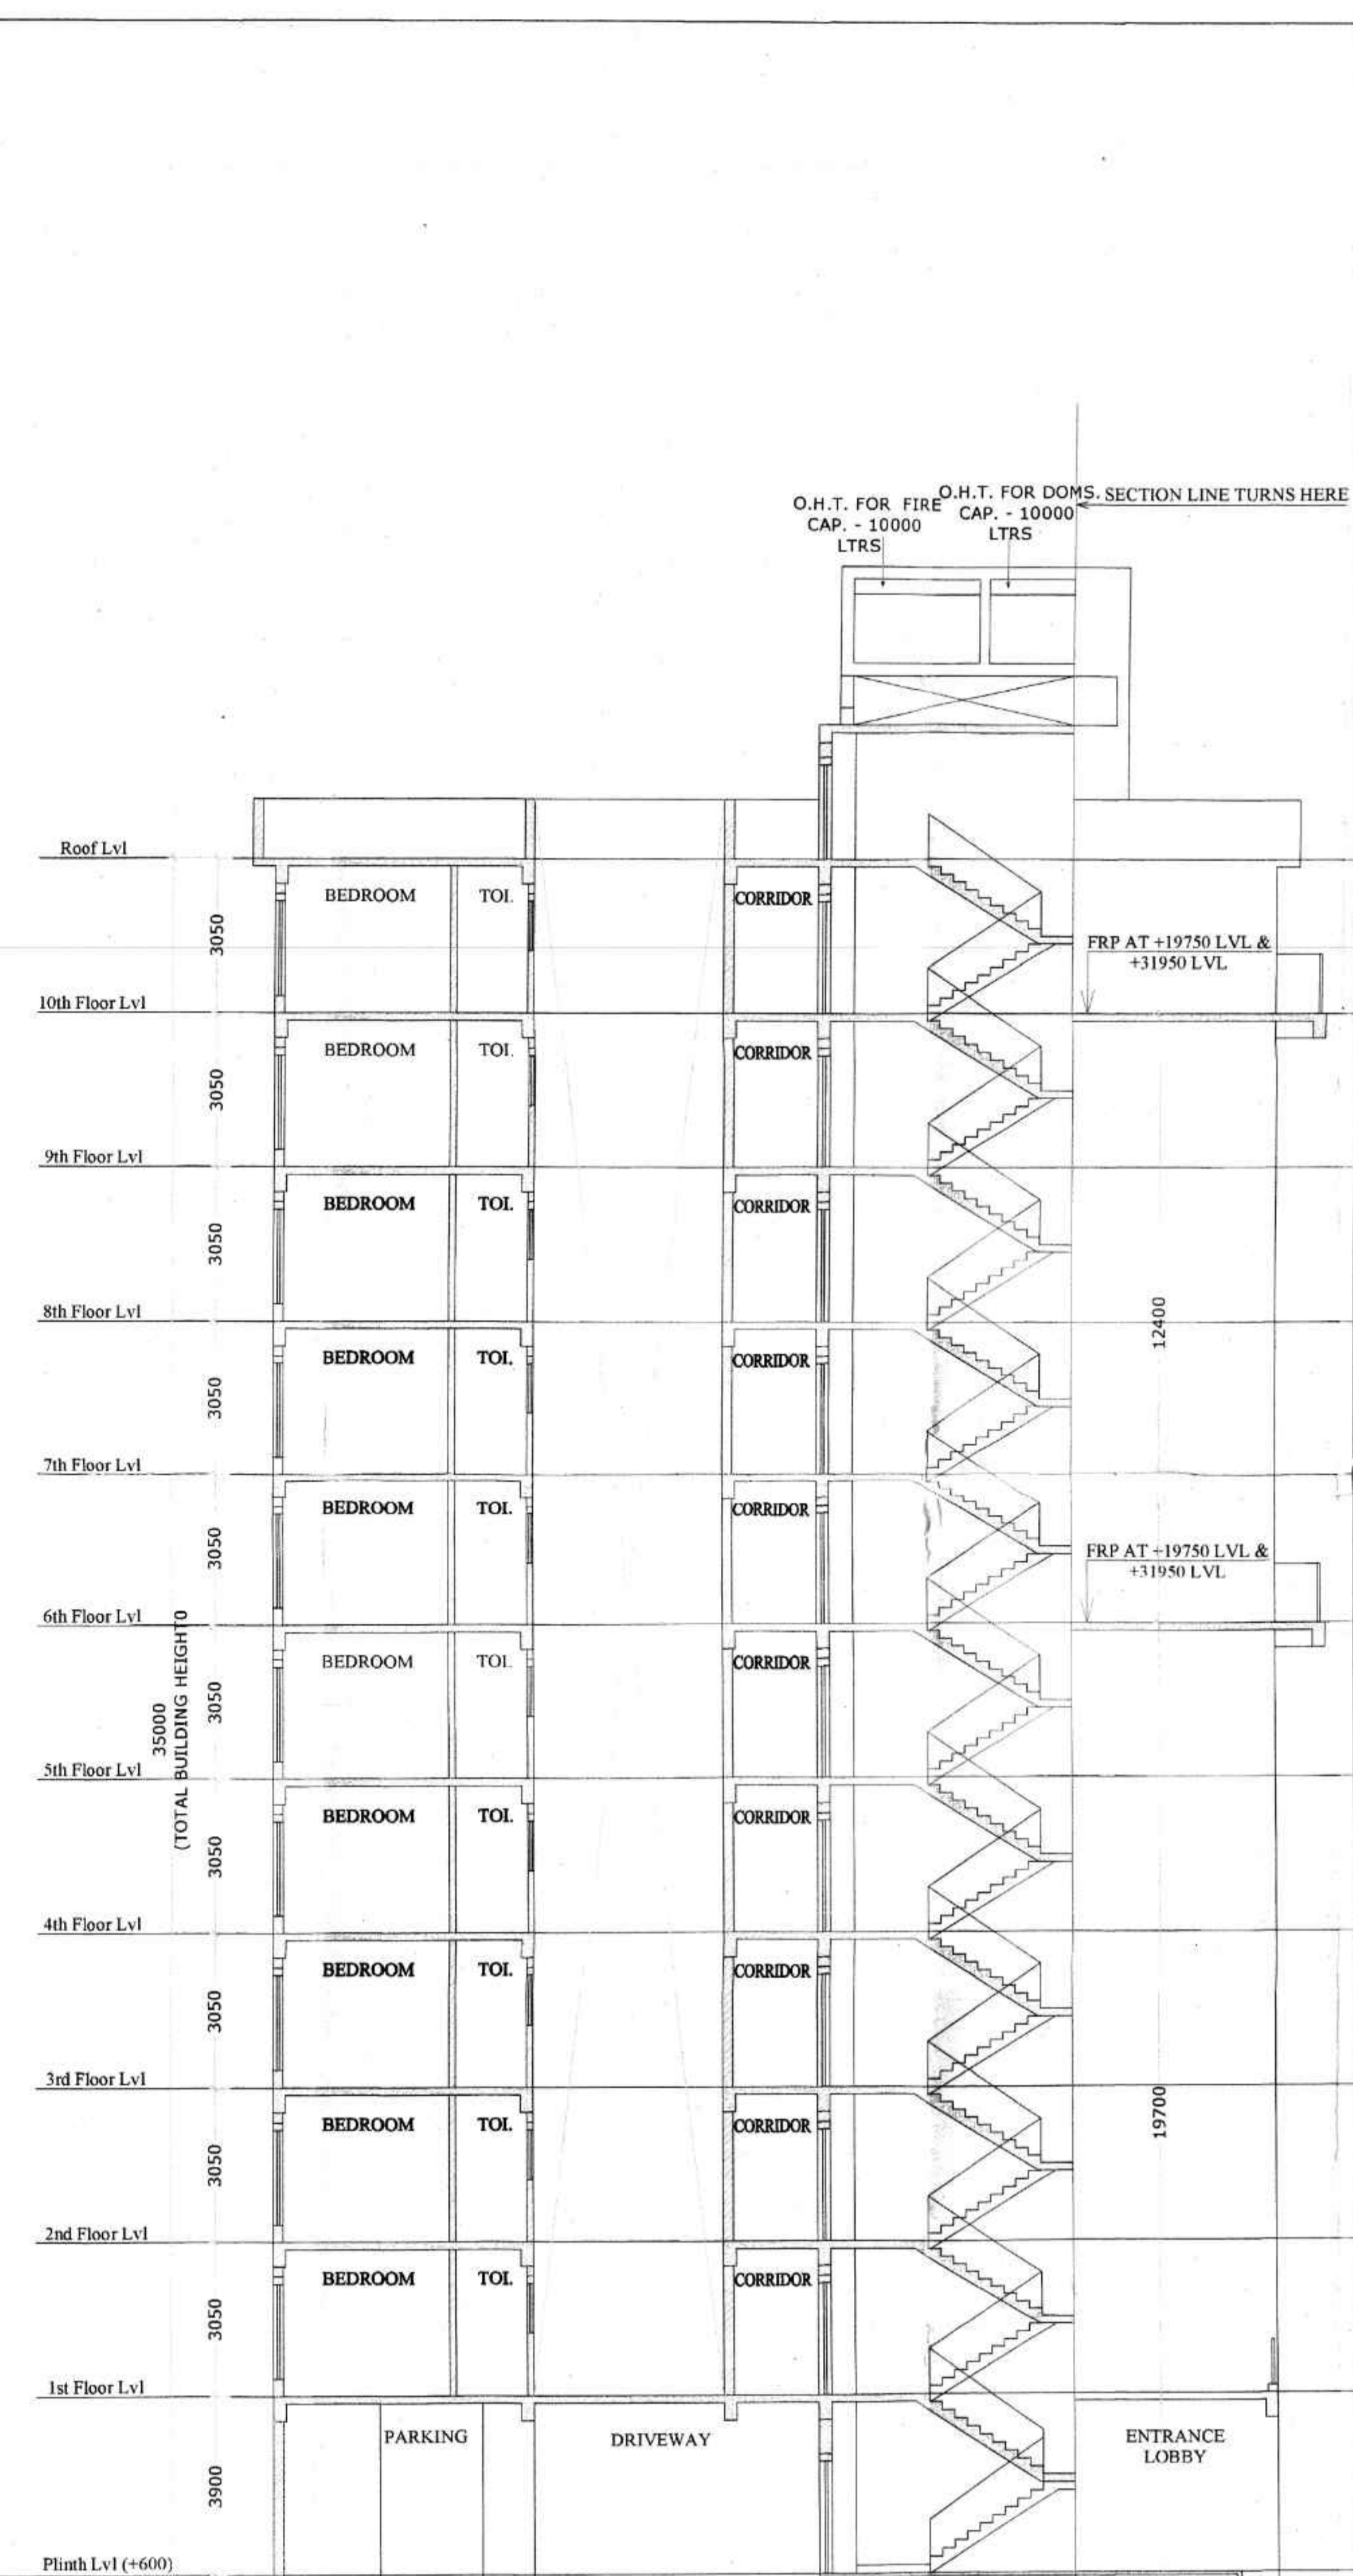 O.H.T. FOR FIRE
CAP. - 10000
LTRS
O.H.T. FOR DOMS.
CAP. - 10000
LTRS
SECTION LINE TURNS HERE
Roof Lvl
BEDROOM TOI. CORRIDOR
3050
FRP AT +19750 LVL &
+31950 LVL
10th Floor Lvl
BEDROOM TOI. CORRIDOR
3050
9th Floor Lvl
BEDROOM TOI. CORRIDOR
3050
8th Floor Lvl
12400
BEDROOM TOI. CORRIDOR
3050
7th Floor Lvl
BEDROOM TOI. CORRIDOR
3050
FRP AT +19750 LVL &
+31950 LVL
6th Floor Lvl
BEDROOM TOI. CORRIDOR
3050
35000
(TOTAL BUILDING HEIGHT0
5th Floor Lvl
BEDROOM TOI. CORRIDOR
3050
4th Floor Lvl
BEDROOM TOI. CORRIDOR
3050
3rd Floor Lvl
19700
BEDROOM TOI. CORRIDOR
3050
2nd Floor Lvl
BEDROOM TOI. CORRIDOR
3050
1st Floor Lvl
PARKING DRIVEWAY
ENTRANCE
LOBBY
3900
Plinth Lvl (+600)